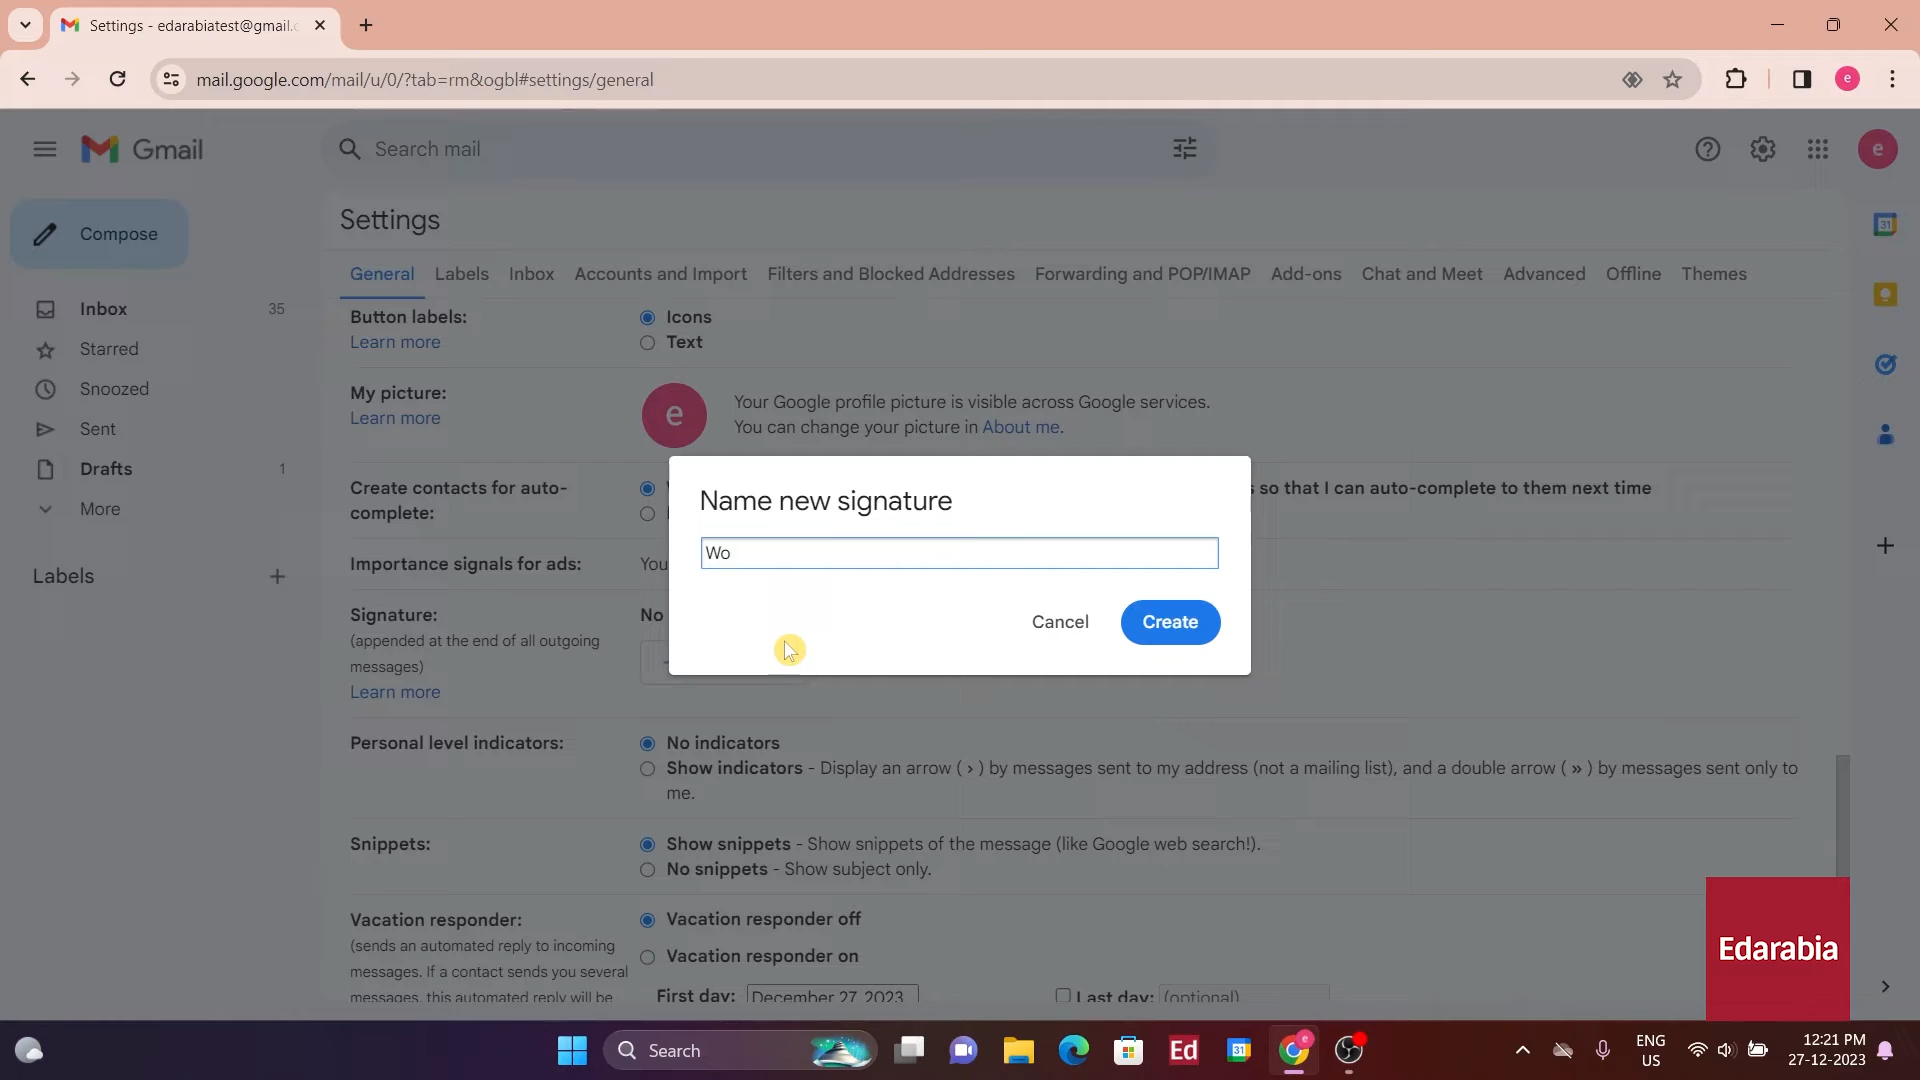 Settings - edarabiatest@gmail.c
mail.google.com/mail/u/0/?tab=rm&ogbl#settings/general
e
Gmail
Search mail
e
Compose
Inbox 35
Starred
Snoozed
Sent
Drafts 1
More
Labels
Settings
General Labels Inbox Accounts and Import Filters and Blocked Addresses Forwarding and POP/IMAP Add-ons Chat and Meet Advanced Offline Themes
Button labels:
Learn more
Icons
Text
My picture:
Learn more
e
Your Google profile picture is visible across Google services.
You can change your picture in About me.
Create contacts for auto-
complete:
s so that I can auto-complete to them next time
Importance signals for ads:
You
Signature:
(appended at the end of all outgoing
messages)
Learn more
No
Name new signature
Wo
Cancel Create
Personal level indicators:
No indicators
Show indicators - Display an arrow ( › ) by messages sent to my address (not a mailing list), and a double arrow ( » ) by messages sent only to
me.
Snippets:
Show snippets - Show snippets of the message (like Google web search!).
No snippets - Show subject only.
Vacation responder:
(sends an automated reply to incoming
messages. If a contact sends you several
messages, this automated reply will be
Vacation responder off
Vacation responder on
First day: December 27, 2023 Last day: (optional)
31
Edarabia
Search
Ed
31
e
ENG
US
12:21 PM
27-12-2023